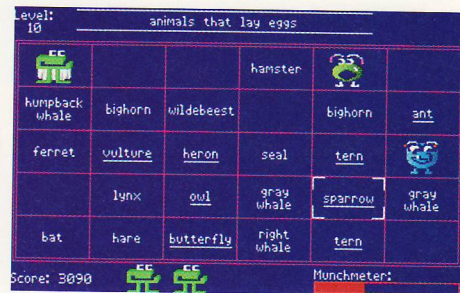 Level:
10
animals that lay eggs
hamster
humpback
whale
bighorn
wildebeest
bighorn
ant
ferret
vulture
heron
seal
tern
lynx
owl
gray
whale
sparrow
gray
whale
bat
hare
butterfly
right
whale
tern
Score: 3090
Munchmeter: